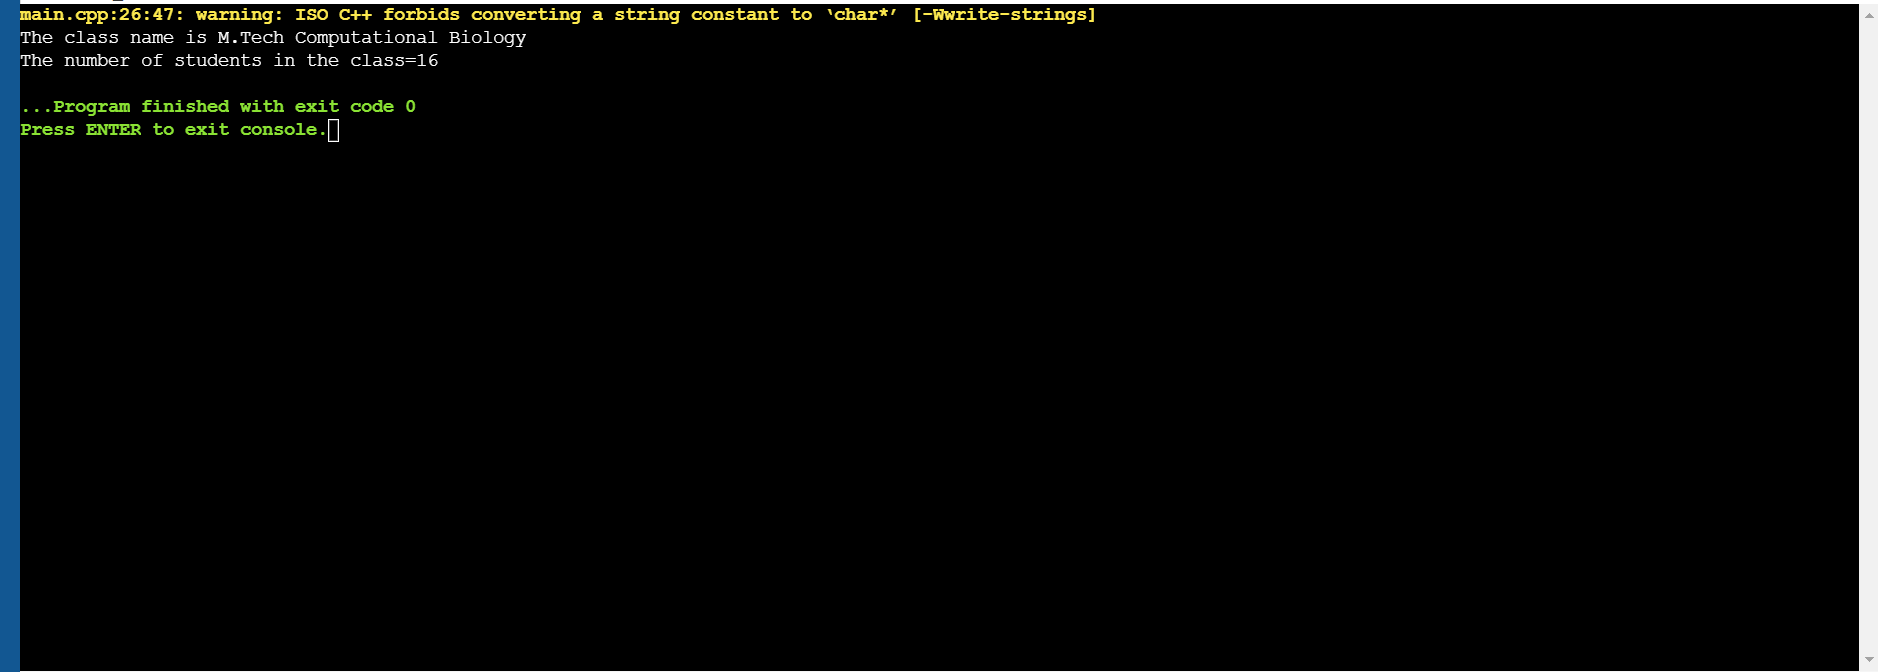 main.cpp:26:47: warning: ISO C++ forbids converting a string constant to ‘char*’ [-Wwrite-strings]
The class name is M.Tech Computational Biology
The number of students in the class=16
...Program finished with exit code 0
Press ENTER to exit console.